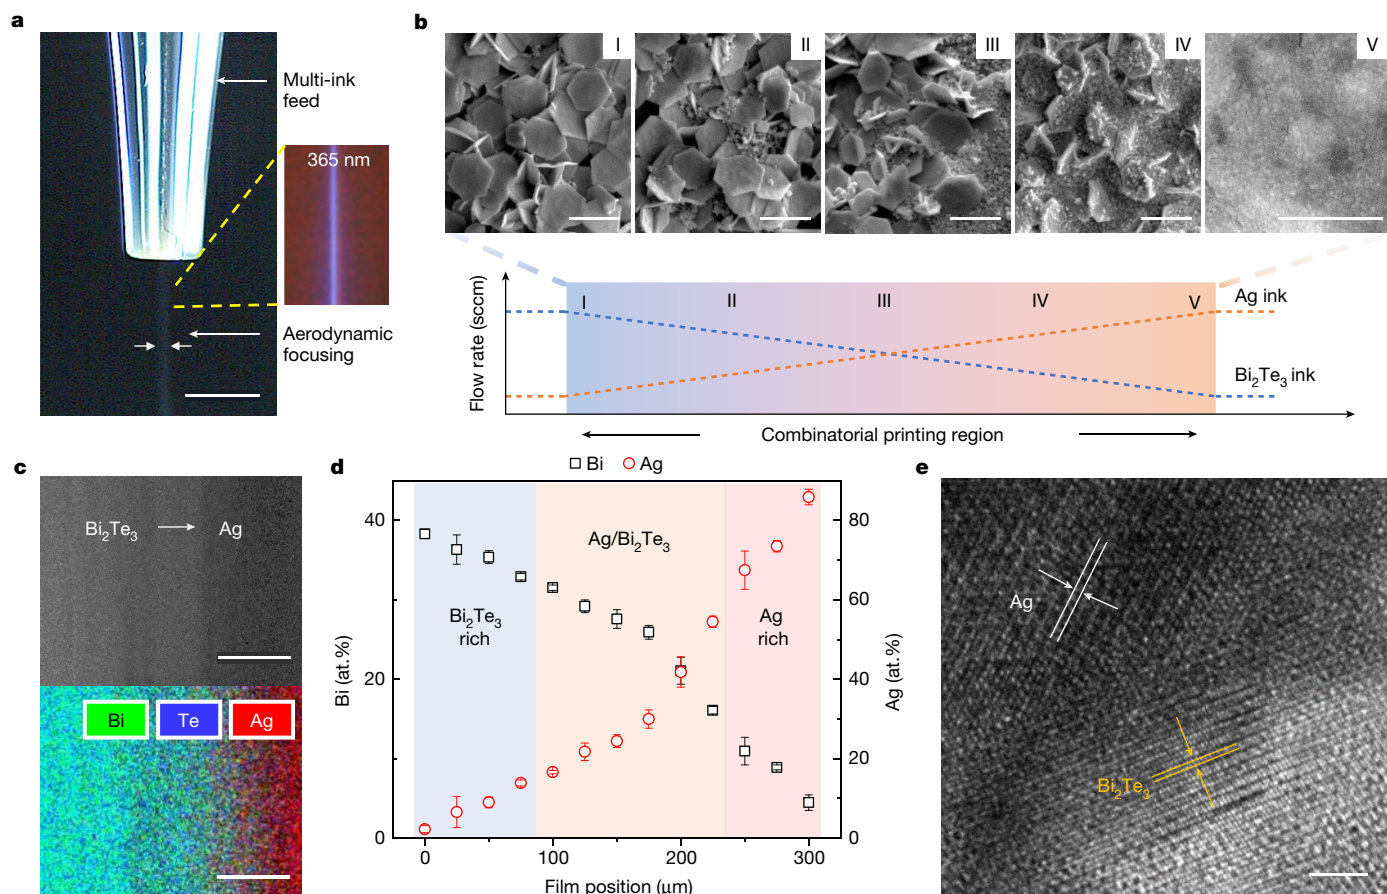 a
Multi-ink
feed
365 nm
Aerodynamic
focusing
b
I
II
III
IV
V
Flow rate (sccm)
I
II
III
IV
V
Ag ink
Bi₂Te₃ ink
Combinatorial printing region
c
Bi₂Te₃
Ag
Bi
Te
Ag
d
Bi
Ag
Bi (at.%)
40
20
0
Bi₂Te₃
rich
Ag/Bi₂Te₃
Ag
rich
80
60
40
20
0
Ag (at.%)
0
100
200
300
Film position (μm)
e
Ag
Bi₂Te₃